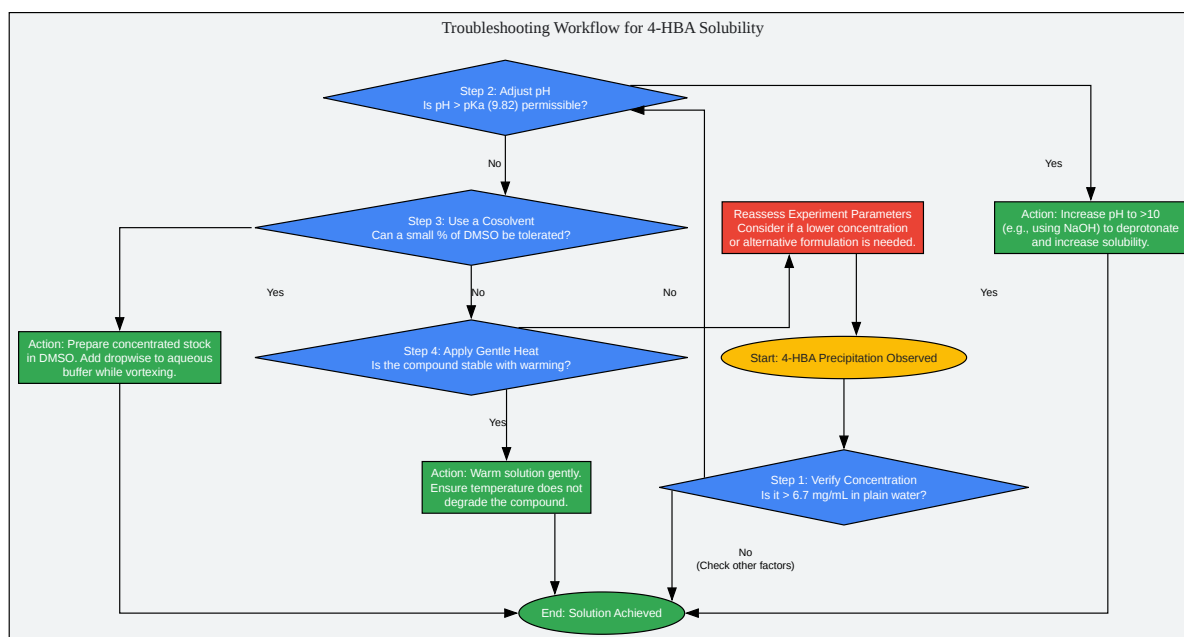 Troubleshooting Workflow for 4-HBA Solubility
Step 2: Adjust pH
Is pH > pKa (9.82) permissible?
No
Yes
Step 3: Use a Cosolvent
Can a small % of DMSO be tolerated?
Reassess Experiment Parameters
Consider if a lower concentration
or alternative formulation is needed.
Action: Increase pH to >10
(e.g., using NaOH) to deprotonate
and increase solubility.
Yes
No
No
Yes
Action: Prepare concentrated stock
in DMSO. Add dropwise to aqueous
buffer while vortexing.
Step 4: Apply Gentle Heat
Is the compound stable with warming?
Start: 4-HBA Precipitation Observed
Yes
Action: Warm solution gently.
Ensure temperature does not
degrade the compound.
Step 1: Verify Concentration
Is it > 6.7 mg/mL in plain water?
No
(Check other factors)
End: Solution Achieved